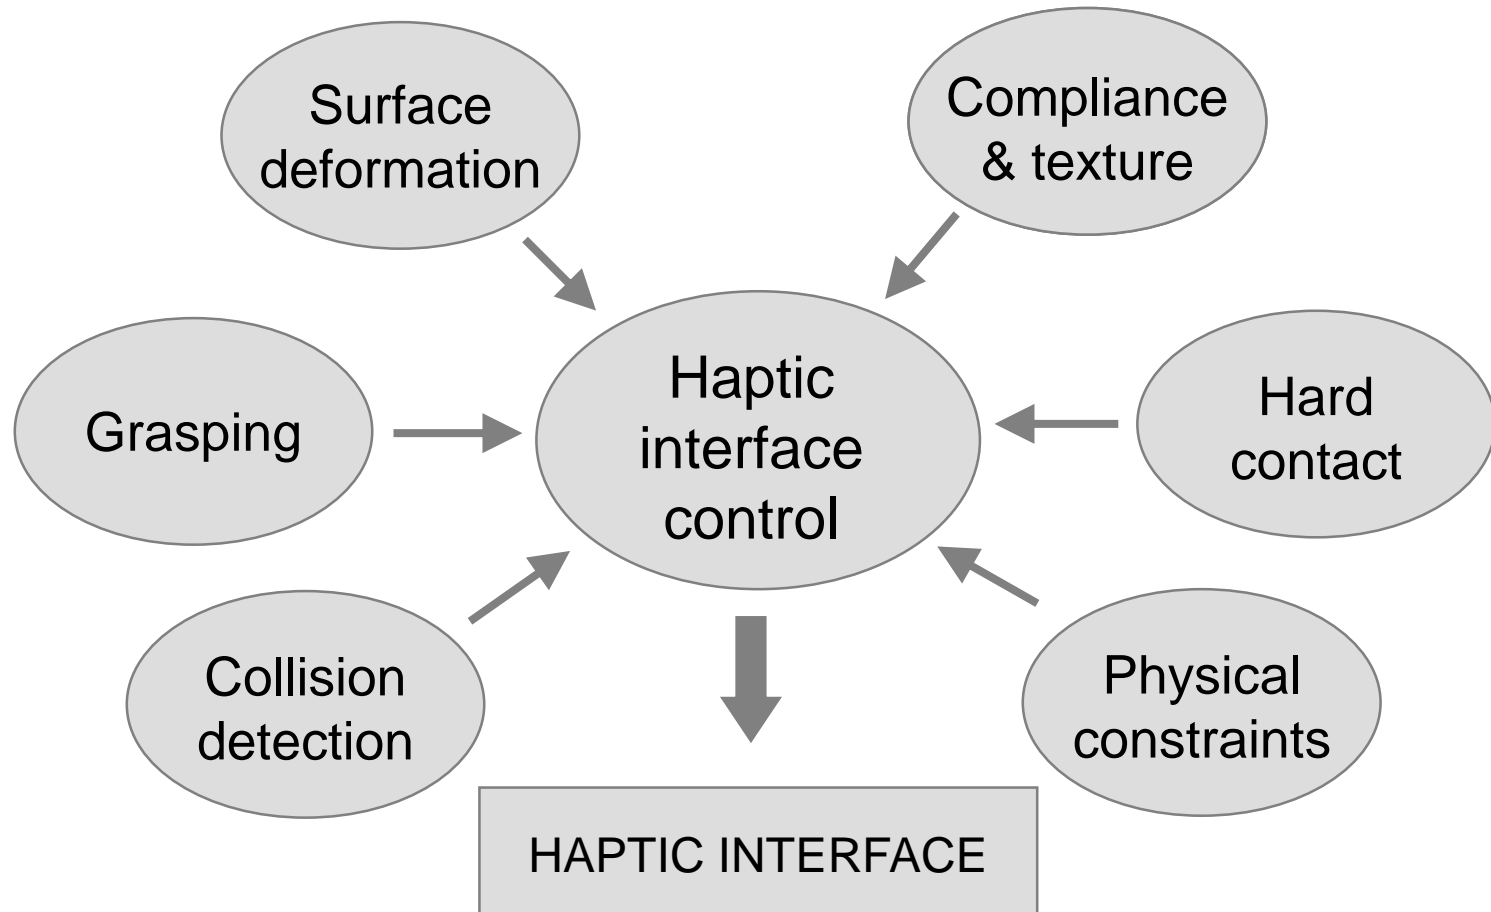 Surface
deformation
Compliance
& texture
Grasping
Haptic
interface
control
Hard
contact
Collision
detection
Physical
constraints
HAPTIC INTERFACE